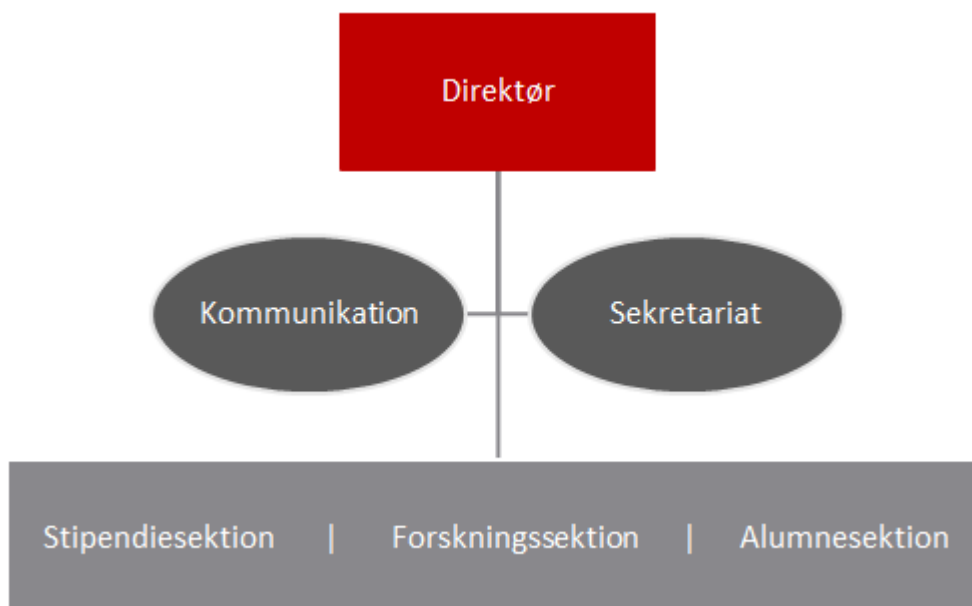 Direktør
Kommunikation
Sekretariat
Stipendiesektion | Forskningssektion | Alumnesektion